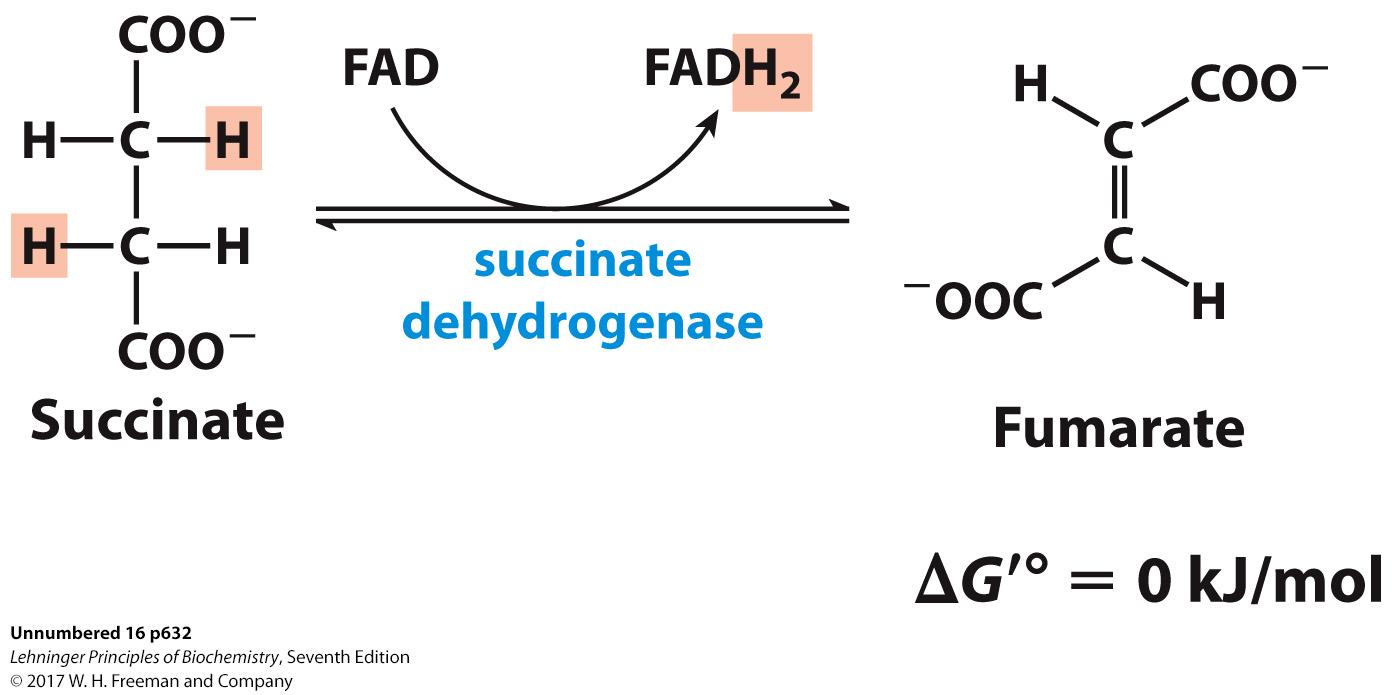 COO⁻
H—C—H
H—C—H
COO⁻
Succinate
FAD
FADH₂
succinate
dehydrogenase
H COO⁻
C
C
⁻OOC H
Fumarate
ΔG′° = 0 kJ/mol
Unnumbered 16 p632
Lehninger Principles of Biochemistry, Seventh Edition
© 2017 W. H. Freeman and Company